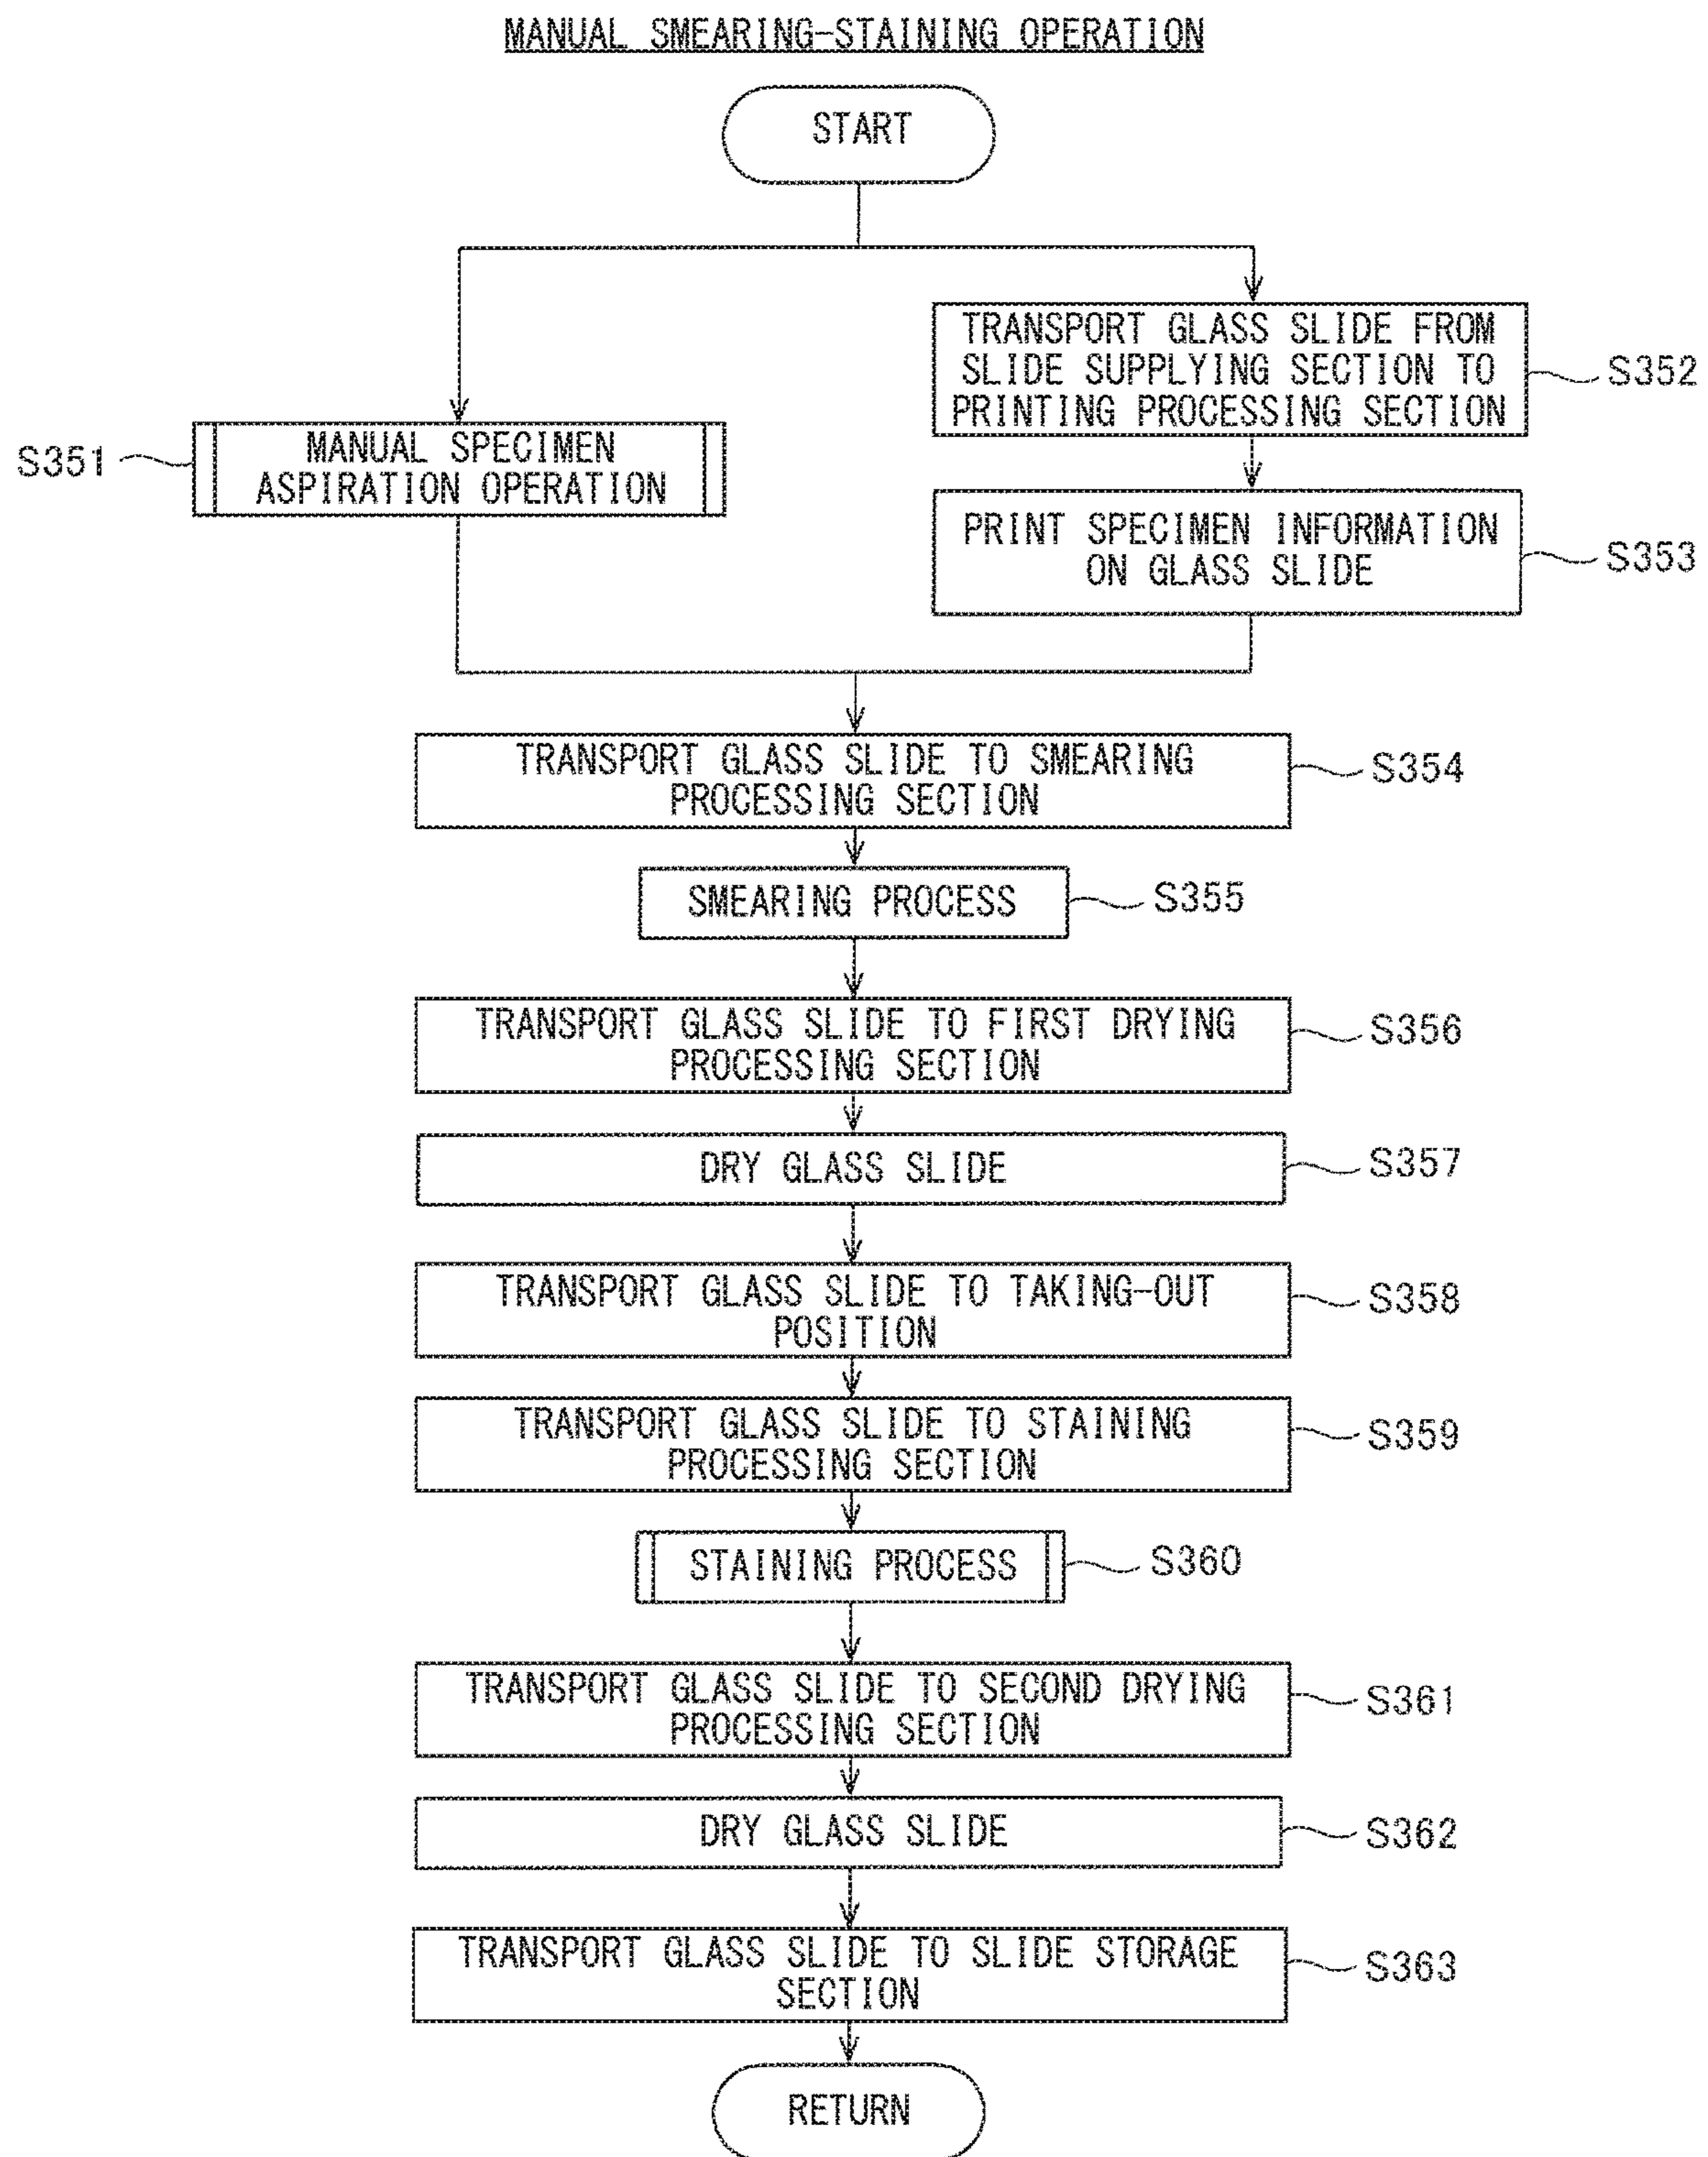 MANUAL SMEARING-STAINING OPERATION
START
TRANSPORT GLASS SLIDE FROM
SLIDE SUPPLYING SECTION TO
PRINTING PROCESSING SECTION
S352
S351
MANUAL SPECIMEN
ASPIRATION OPERATION
PRINT SPECIMEN INFORMATION
ON GLASS SLIDE
S353
TRANSPORT GLASS SLIDE TO SMEARING
PROCESSING SECTION
S354
SMEARING PROCESS
S355
TRANSPORT GLASS SLIDE TO FIRST DRYING
PROCESSING SECTION
S356
DRY GLASS SLIDE
S357
TRANSPORT GLASS SLIDE TO TAKING-OUT
POSITION
S358
TRANSPORT GLASS SLIDE TO STAINING
PROCESSING SECTION
S359
STAINING PROCESS
S360
TRANSPORT GLASS SLIDE TO SECOND DRYING
PROCESSING SECTION
S361
DRY GLASS SLIDE
S362
TRANSPORT GLASS SLIDE TO SLIDE STORAGE
SECTION
S363
RETURN